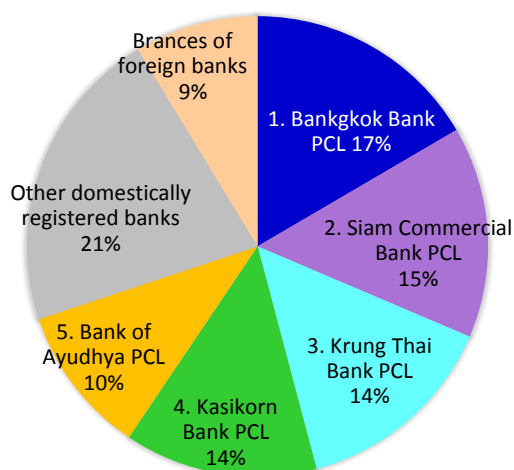 Brances of
foreign banks
9%
1. Bankgkok Bank
PCL 17%
2. Siam Commercial
Bank PCL
15%
3. Krung Thai
Bank PCL
14%
4. Kasikorn
Bank PCL
14%
5. Bank of
Ayudhya PCL
10%
Other domestically
registered banks
21%